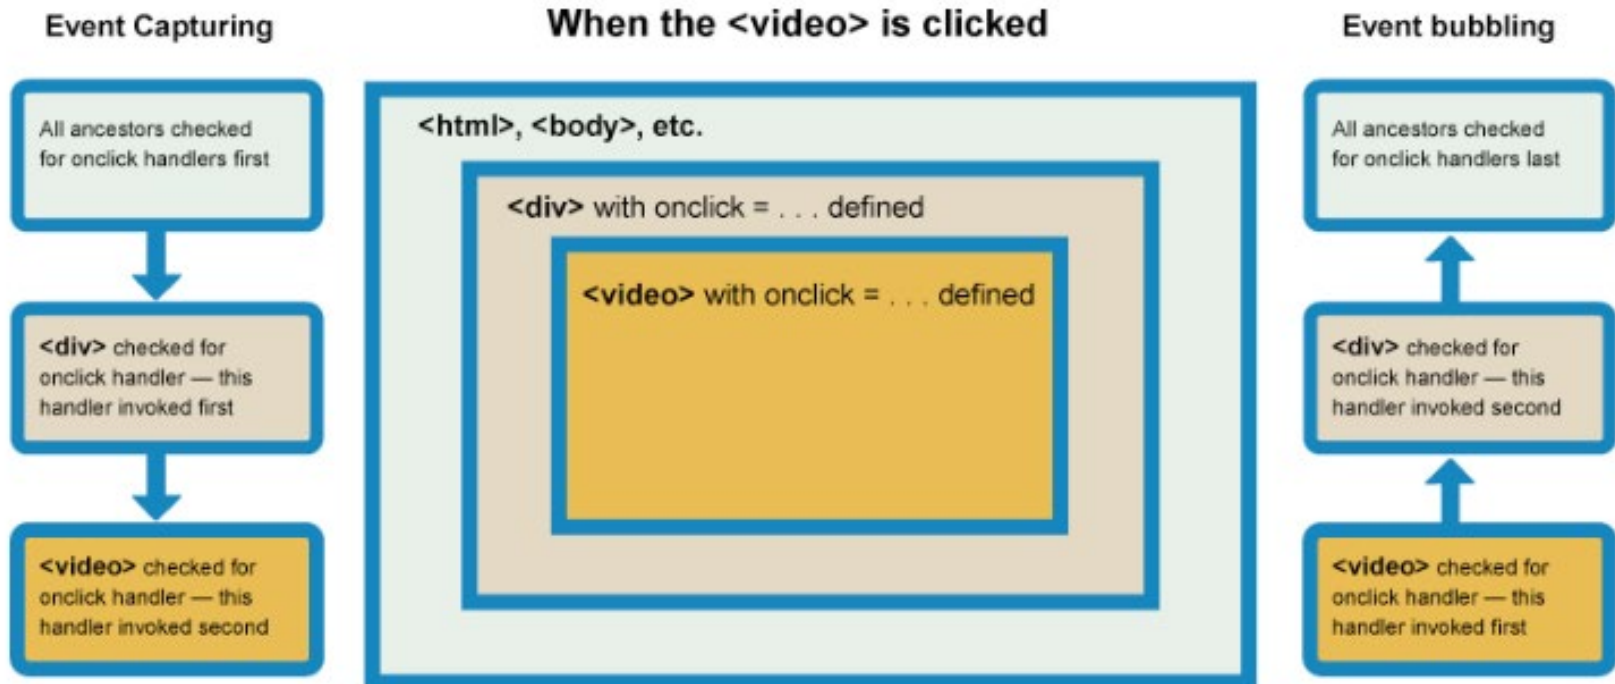 Event Capturing
All ancestors checked
for onclick handlers first
<div> checked for
onclick handler — this
handler invoked first
<video> checked for
onclick handler — this
handler invoked second
When the <video> is clicked
<html>, <body>, etc.
<div> with onclick = . . . defined
<video> with onclick = . . . defined
Event bubbling
All ancestors checked
for onclick handlers last
<div> checked for
onclick handler — this
handler invoked second
<video> checked for
onclick handler — this
handler invoked first